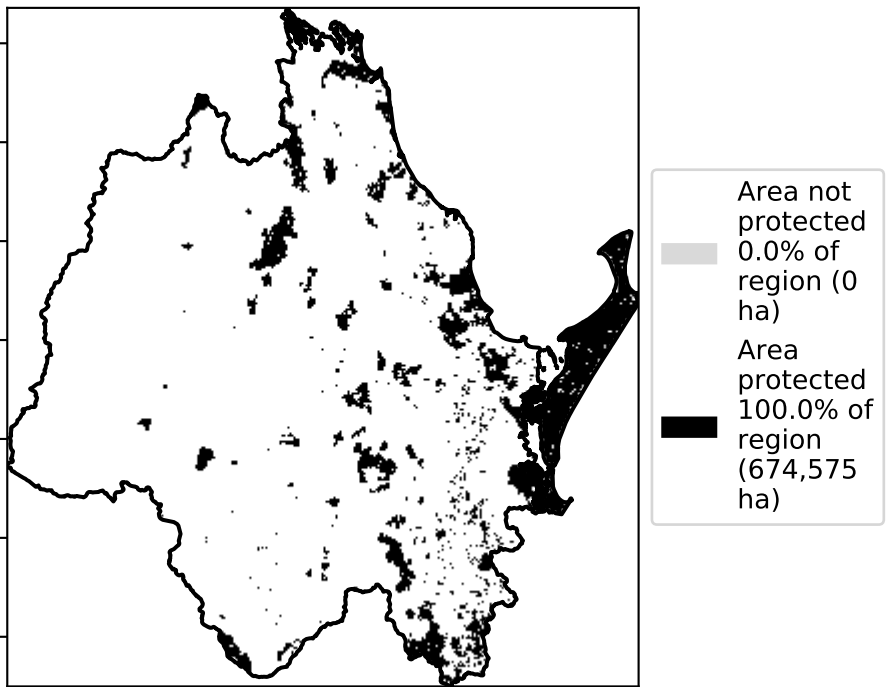 Area not
protected
0.0% of
region (0
ha)
Area
protected
100.0% of
region
(674,575
ha)